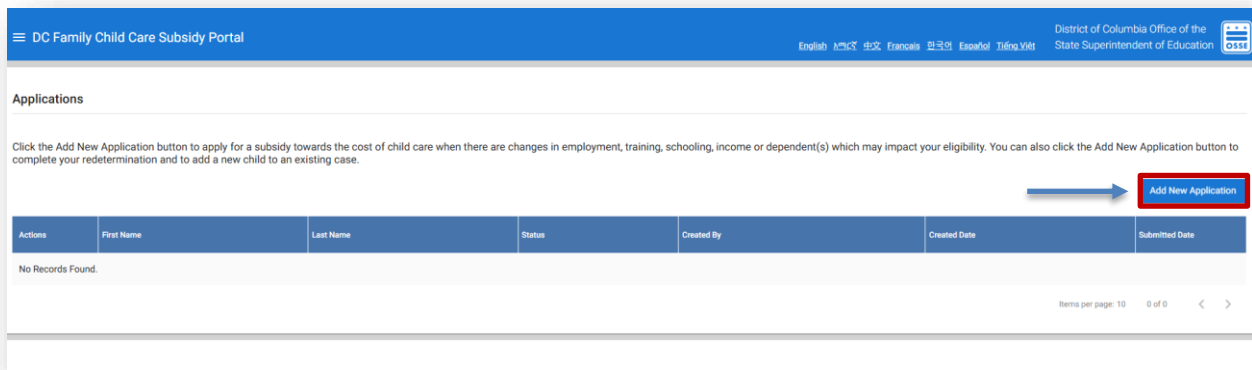 DC Family Child Care Subsidy Portal
English አማርኛ 中文 Français 한국어 Español Tiếng Việt
District of Columbia Office of the
State Superintendent of Education
OSSE
Applications
Click the Add New Application button to apply for a subsidy towards the cost of child care when there are changes in employment, training, schooling, income or dependent(s) which may impact your eligibility. You can also click the Add New Application button to
complete your redetermination and to add a new child to an existing case.
Add New Application
Actions First Name Last Name Status Created By Created Date Submitted Date
No Records Found.
Items per page: 10 0 of 0